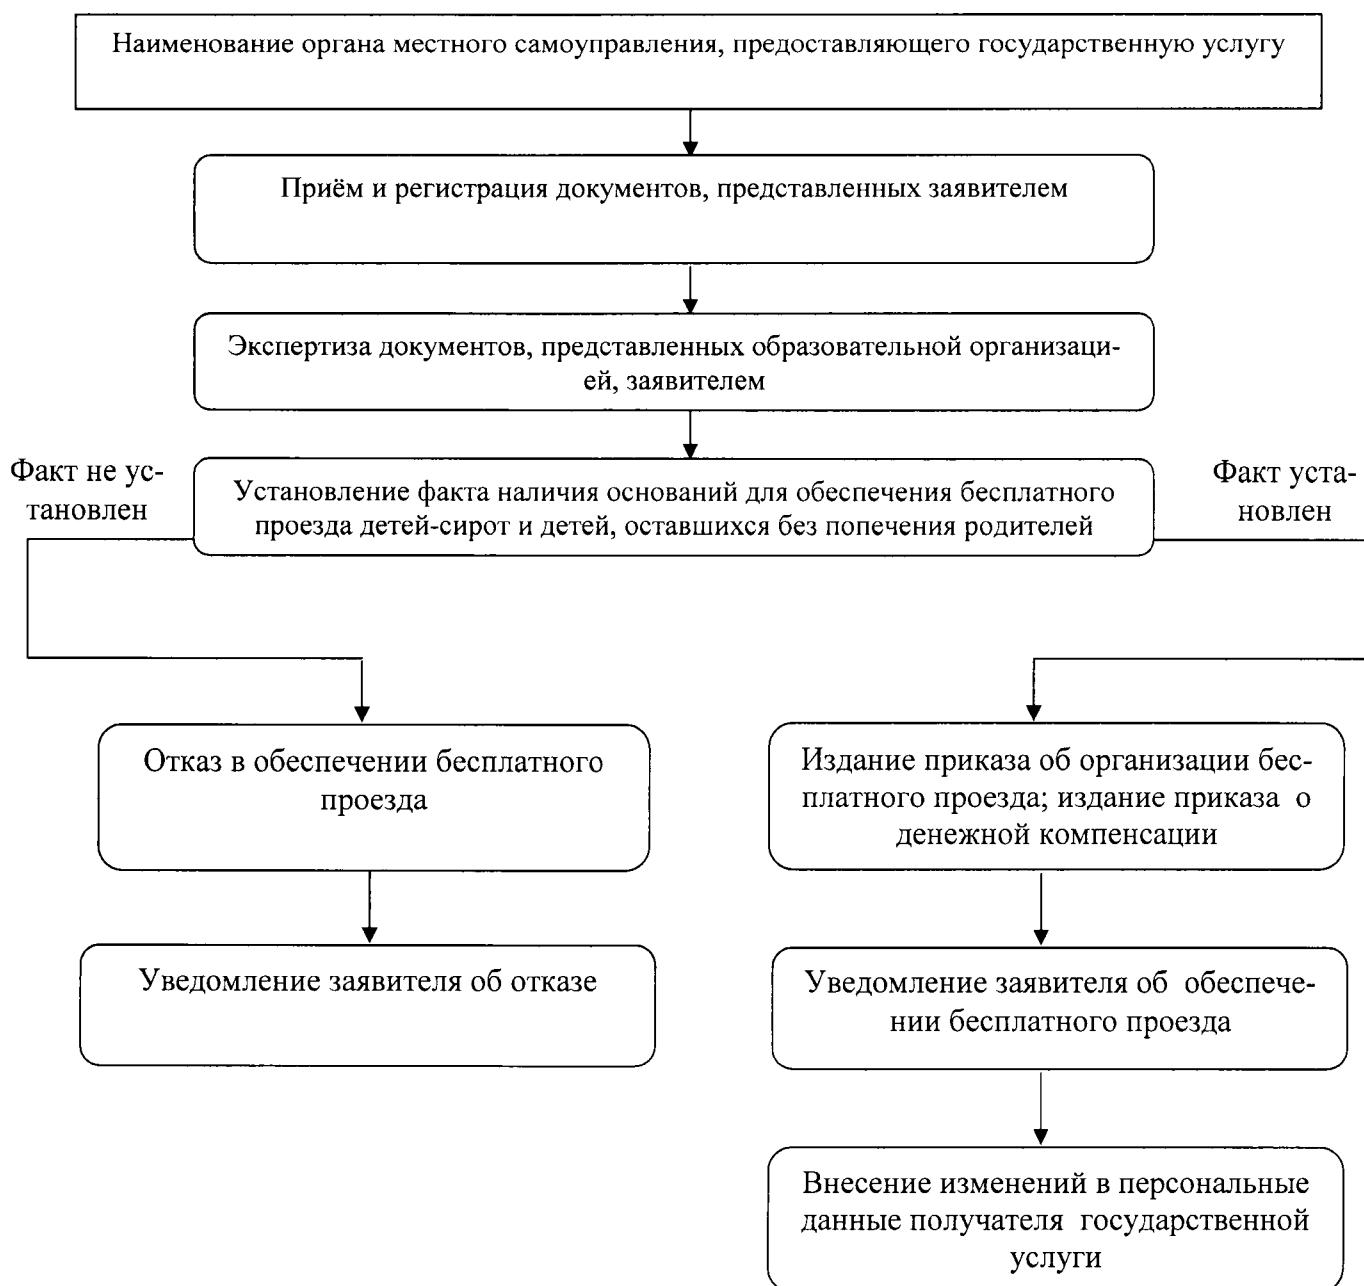 Наименование органа местного самоуправления, предоставляющего государственную услугу
Приём и регистрация документов, представленных заявителем
Экспертиза документов, представленных образовательной организаци-
ей, заявителем
Факт не ус-
тановлен
Установление факта наличия оснований для обеспечения бесплатного
проезда детей-сирот и детей, оставшихся без попечения родителей
Факт уста-
новлен
Отказ в обеспечении бесплатного
проезда
Издание приказа об организации бес-
платного проезда; издание приказа о
денежной компенсации
Уведомление заявителя об отказе
Уведомление заявителя об обеспече-
нии бесплатного проезда
Внесение изменений в персональные
данные получателя государственной
услуги